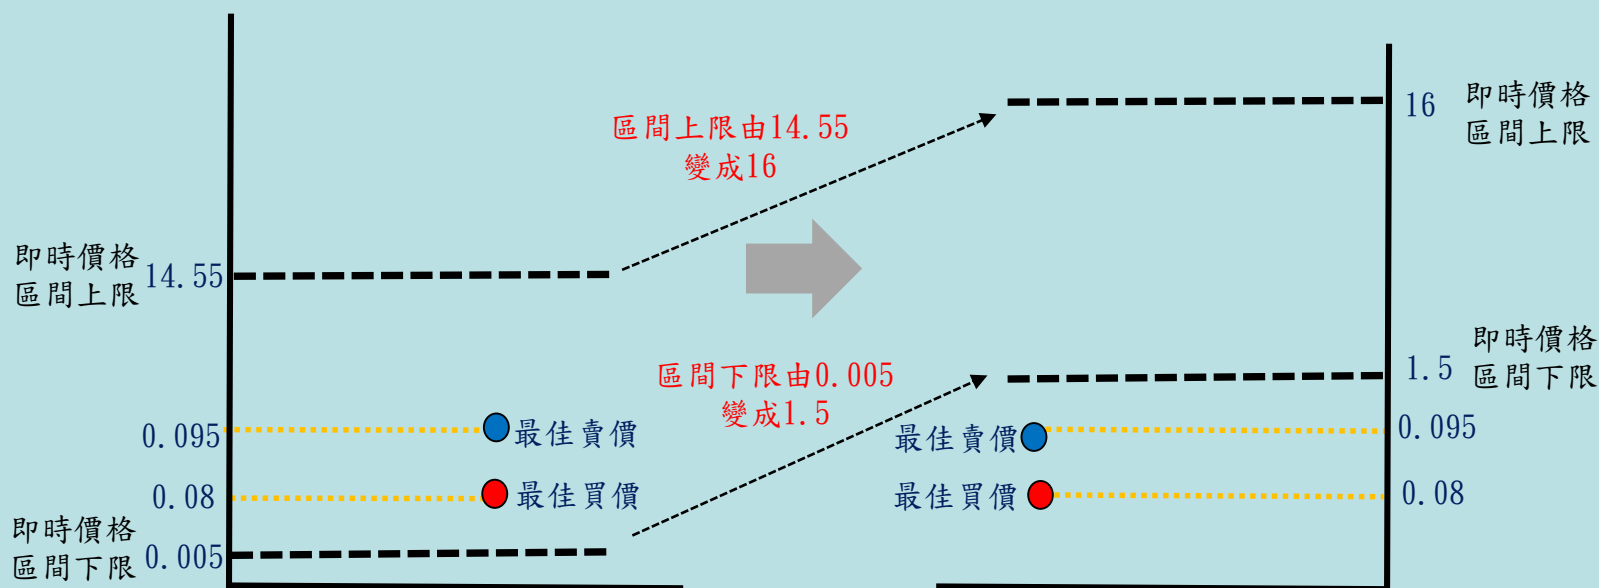 區間上限由14.55
變成16
16
即時價格
區間上限
即時價格
區間上限
14.55
區間下限由0.005
變成1.5
1.5
即時價格
區間下限
0.095
最佳賣價
最佳賣價
0.095
0.08
最佳買價
最佳買價
0.08
即時價格
區間下限
0.005